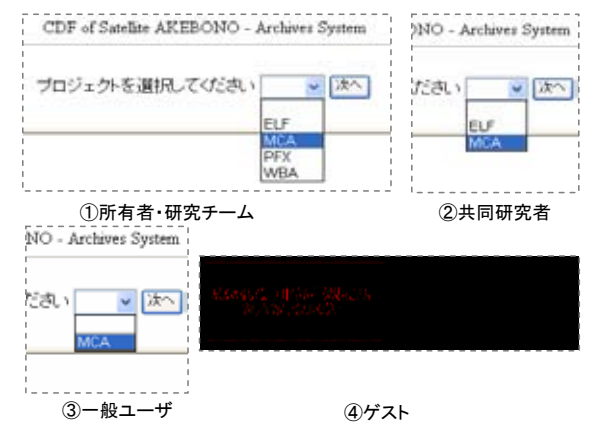 CDF of Satellite AKEBONO - Archives System
プロジェクトを選択してください 次へ
ELF
MCA
PFX
WBA
①所有者・研究チーム
NO - Archives System
ださい 次へ
ELF
MCA
②共同研究者
NO - Archives System
ださい 次へ
MCA
③一般ユーザ
④ゲスト